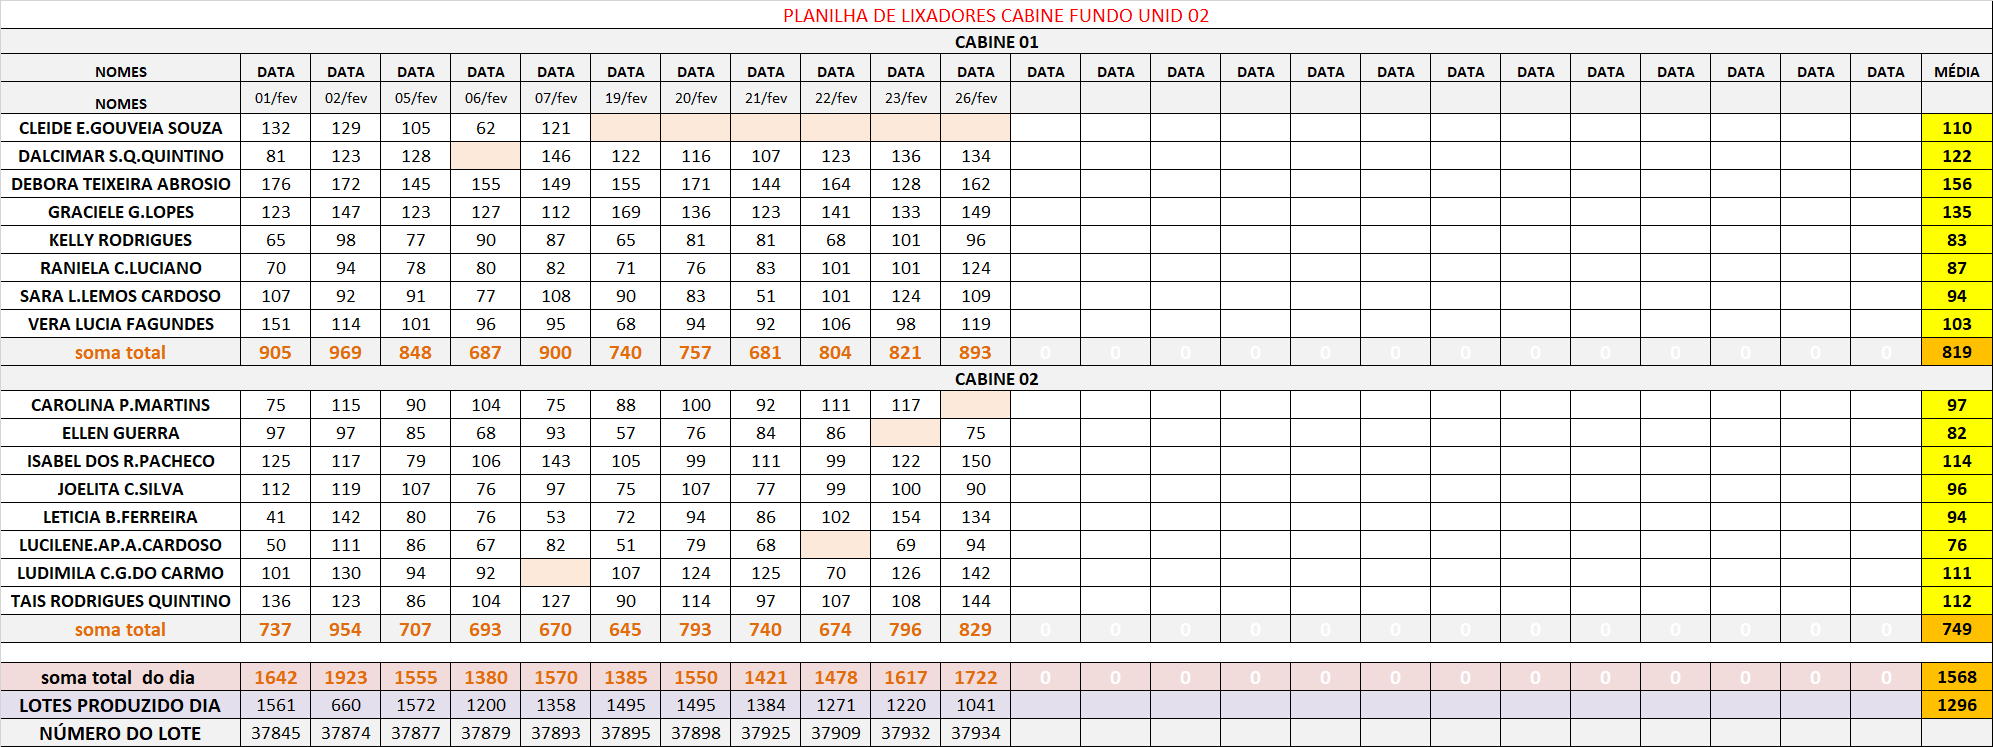 PLANILHA DE LIXADORES CABINE FUNDO UNID 02
CABINE 01
NOMES DATA DATA DATA DATA DATA DATA DATA DATA DATA DATA DATA DATA DATA DATA DATA DATA DATA DATA DATA DATA DATA DATA DATA DATA MÉDIA
NOMES 01/fev 02/fev 05/fev 06/fev 07/fev 19/fev 20/fev 21/fev 22/fev 23/fev 26/fev
CLEIDE E.GOUVEIA SOUZA 132 129 105 62 121 110
DALCIMAR S.Q.QUINTINO 81 123 128 146 122 116 107 123 136 134 122
DEBORA TEIXEIRA ABROSIO 176 172 145 155 149 155 171 144 164 128 162 156
GRACIELE G.LOPES 123 147 123 127 112 169 136 123 141 133 149 135
KELLY RODRIGUES 65 98 77 90 87 65 81 81 68 101 96 83
RANIELA C.LUCIANO 70 94 78 80 82 71 76 83 101 101 124 87
SARA L.LEMOS CARDOSO 107 92 91 77 108 90 83 51 101 124 109 94
VERA LUCIA FAGUNDES 151 114 101 96 95 68 94 92 106 98 119 103
soma total 905 969 848 687 900 740 757 681 804 821 893 0 0 0 0 0 0 0 0 0 0 0 0 0 819
CABINE 02
CAROLINA P.MARTINS 75 115 90 104 75 88 100 92 111 117 97
ELLEN GUERRA 97 97 85 68 93 57 76 84 86 75 82
ISABEL DOS R.PACHECO 125 117 79 106 143 105 99 111 99 122 150 114
JOELITA C.SILVA 112 119 107 76 97 75 107 77 99 100 90 96
LETICIA B.FERREIRA 41 142 80 76 53 72 94 86 102 154 134 94
LUCILENE.AP.A.CARDOSO 50 111 86 67 82 51 79 68 69 94 76
LUDIMILA C.G.DO CARMO 101 130 94 92 107 124 125 70 126 142 111
TAIS RODRIGUES QUINTINO 136 123 86 104 127 90 114 97 107 108 144 112
soma total 737 954 707 693 670 645 793 740 674 796 829 0 0 0 0 0 0 0 0 0 0 0 0 0 749
soma total do dia 1642 1923 1555 1380 1570 1385 1550 1421 1478 1617 1722 0 0 0 0 0 0 0 0 0 0 0 0 0 1568
LOTES PRODUZIDO DIA 1561 660 1572 1200 1358 1495 1495 1384 1271 1220 1041 1296
NÚMERO DO LOTE 37845 37874 37877 37879 37893 37895 37898 37925 37909 37932 37934